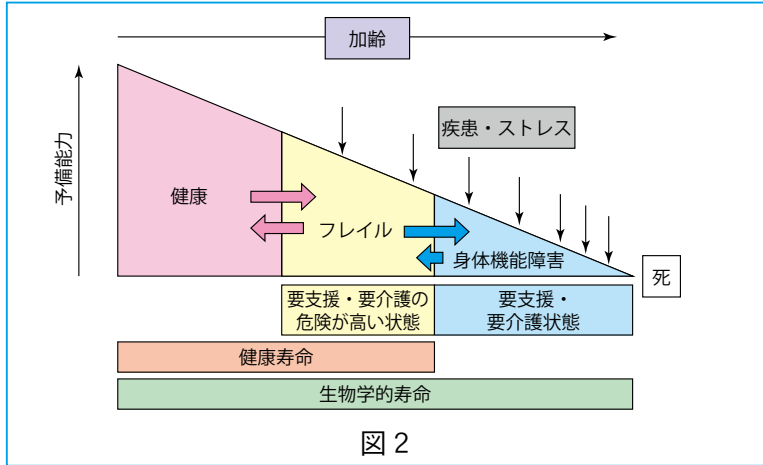 加齢
予備能力
疾患・ストレス
健康
フレイル
身体機能障害
死
要支援・要介護の
危険が高い状態
要支援・
要介護状態
健康寿命
生物学的寿命
図 2